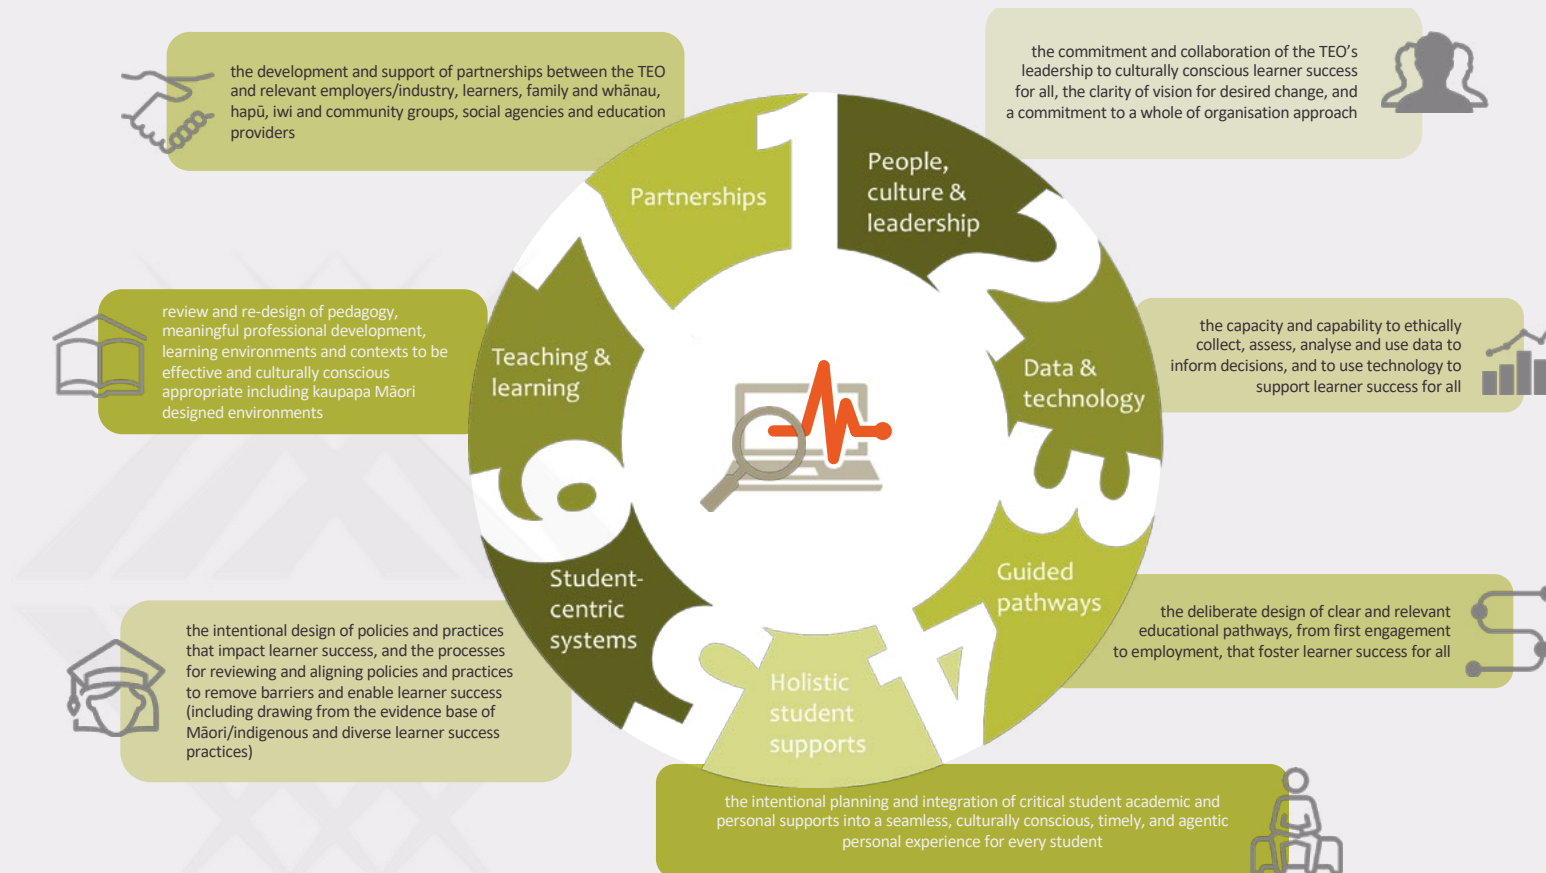 the development and support of partnerships between the TEO
and relevant employers/industry, learners, family and whānau,
hapū, iwi and community groups, social agencies and education
providers
the commitment and collaboration of the TEO's
leadership to culturally conscious learner success
for all, the clarity of vision for desired change, and
a commitment to a whole of organisation approach
1
People,
culture &
leadership
2
Data &
technology
the capacity and capability to ethically
collect, assess, analyse and use data to
inform decisions, and to use technology to
support learner success for all
3
Guided
pathways
the deliberate design of clear and relevant
educational pathways, from first engagement
to employment, that foster learner success for all
4
Holistic
student
supports
the intentional planning and integration of critical student academic and
personal supports into a seamless, culturally conscious, timely, and agentic
personal experience for every student
5
Student-
centric
systems
the intentional design of policies and practices
that impact learner success, and the processes
for reviewing and aligning policies and practices
to remove barriers and enable learner success
(including drawing from the evidence base of
Māori/indigenous and diverse learner success
practices)
6
Teaching &
learning
review and re-design of pedagogy,
meaningful professional development,
learning environments and contexts to be
effective and culturally conscious
appropriate including kaupapa Māori
designed environments
7
Partnerships